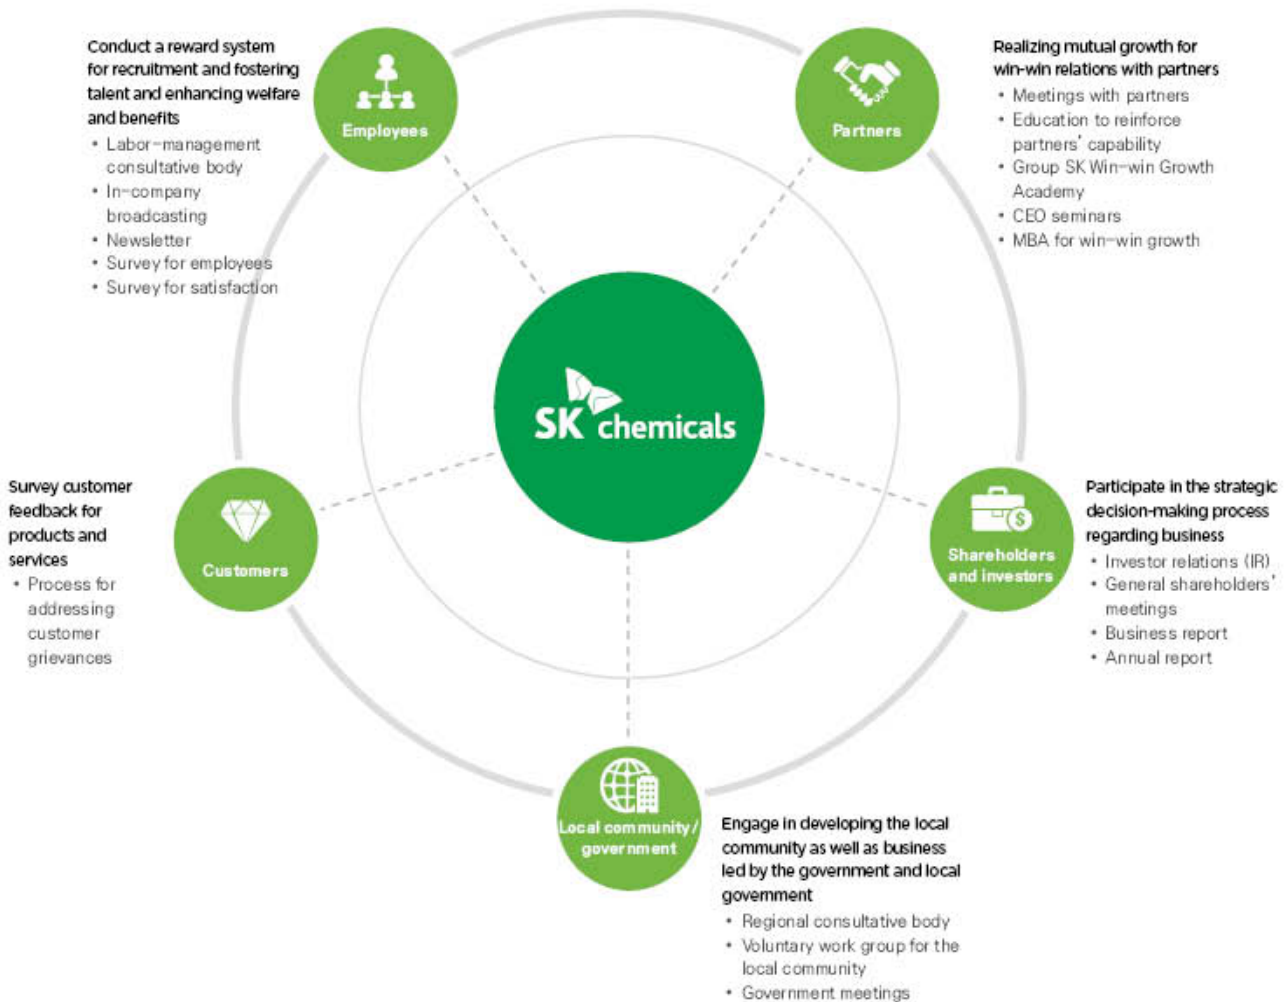 Conduct a reward system
for recruitment and fostering
talent and enhancing welfare
and benefits
• Labor-management
consultative body
• In-company
broadcasting
• Newsletter
• Survey for employees
• Survey for satisfaction
Employees
Partners
Realizing mutual growth for
win-win relations with partners
• Meetings with partners
• Education to reinforce
partners' capability
• Group SK Win-win Growth
Academy
• CEO seminars
• MBA for win-win growth
SK chemicals
Survey customer
feedback for
products and
services
• Process for
addressing
customer
grievances
Customers
$
Shareholders
and investors
Participate in the strategic
decision-making process
regarding business
• Investor relations (IR)
• General shareholders'
meetings
• Business report
• Annual report
Local community/
government
Engage in developing the local
community as well as business
led by the government and local
government
• Regional consultative body
• Voluntary work group for the
local community
• Government meetings